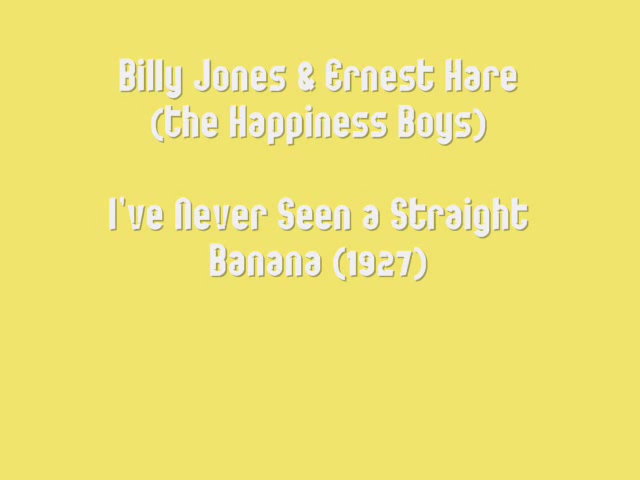 Billy Jones & Ernest Hare
(the Happiness Boys)
I've Never Seen a Straight
Banana (1927)